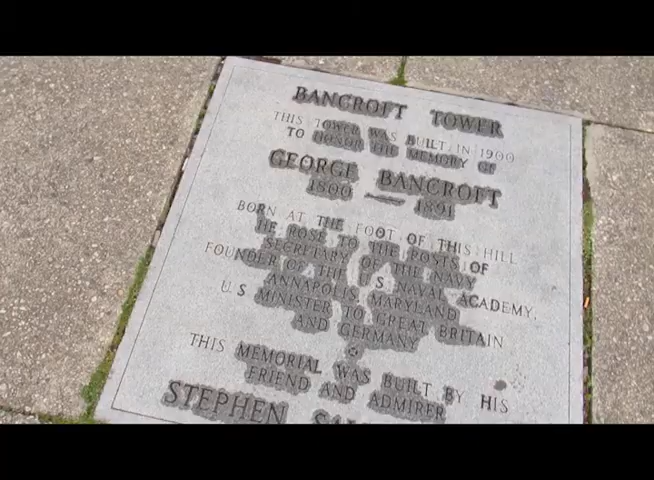 BANCROFT TOWER
THIS TOWER WAS BUILT IN 1900
TO HONOR THE MEMORY OF
GEORGE BANCROFT
1800 — 1891
BORN AT THE FOOT OF THIS HILL
HE ROSE TO THE POSTS OF
SECRETARY OF THE NAVY
FOUNDER OF THE U S NAVAL ACADEMY,
ANNAPOLIS, MARYLAND
U S MINISTER TO GREAT BRITAIN
AND GERMANY
THIS MEMORIAL WAS BUILT BY HIS
FRIEND AND ADMIRER
STEPHEN